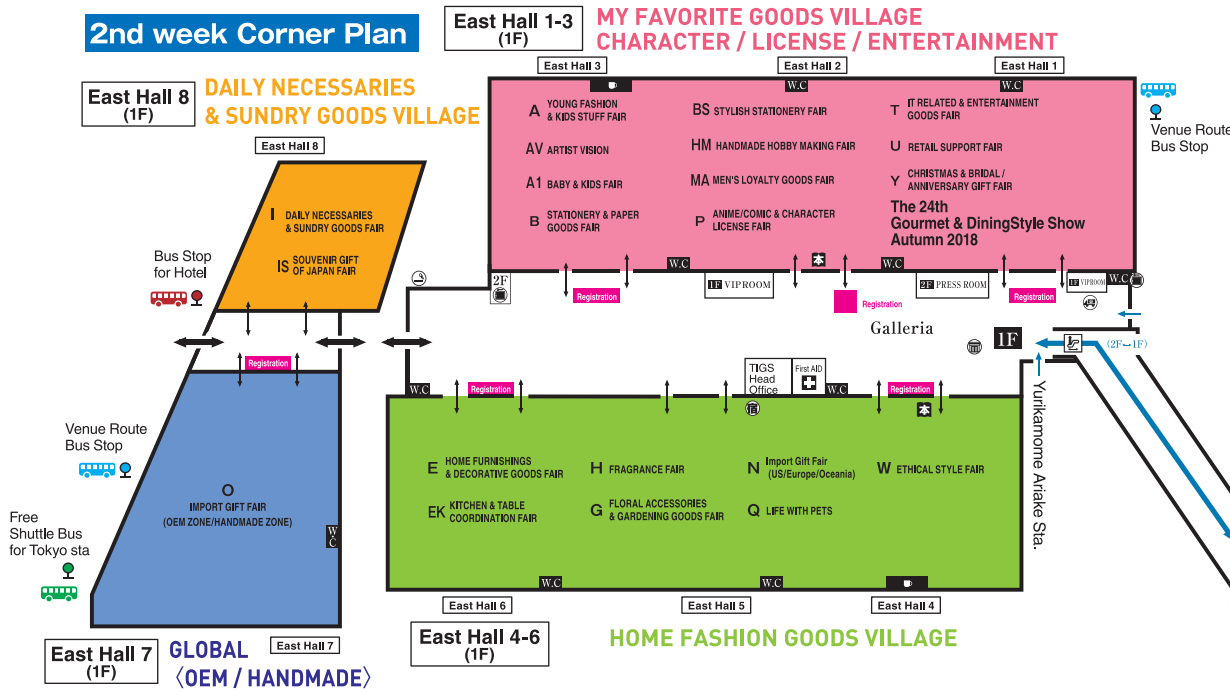 2nd week Corner Plan
East Hall 1-3
(1F)
MY FAVORITE GOODS VILLAGE
CHARACTER / LICENSE / ENTERTAINMENT
East Hall 8
(1F)
DAILY NECESSARIES
& SUNDRY GOODS VILLAGE
East Hall 8
East Hall 3
East Hall 2
East Hall 1
W.C
W.C
A YOUNG FASHION
& KIDS STUFF FAIR
AV ARTIST VISION
A1 BABY & KIDS FAIR
B STATIONERY & PAPER
GOODS FAIR
BS STYLISH STATIONERY FAIR
HM HANDMADE HOBBY MAKING FAIR
MA MEN'S LOYALTY GOODS FAIR
P ANIME/COMIC & CHARACTER
LICENSE FAIR
T IT RELATED & ENTERTAINMENT
GOODS FAIR
U RETAIL SUPPORT FAIR
Y CHRISTMAS & BRIDAL /
ANNIVERSARY GIFT FAIR
The 24th
Gourmet & DiningStyle Show
Autumn 2018
Venue Route
Bus Stop
I DAILY NECESSARIES
& SUNDRY GOODS FAIR
IS SOUVENIR GIFT
OF JAPAN FAIR
Bus Stop
for Hotel
2F
W.C
本
W.C
W.C
Registration
1F VIPROOM
Registration
2F PRESS ROOM
Registration
1F VIPROOM
Galleria
1F
(2F↔1F)
Yurikamome Ariake Sta.
Registration
W.C
Registration
TIGS
Head
Office
First AID
W.C
Registration
宿
本
Venue Route
Bus Stop
Free
Shuttle Bus
for Tokyo sta
O
IMPORT GIFT FAIR
(OEM ZONE/HANDMADE ZONE)
W.C
E HOME FURNISHINGS
& DECORATIVE GOODS FAIR
EK KITCHEN & TABLE
COORDINATION FAIR
H FRAGRANCE FAIR
G FLORAL ACCESSORIES
& GARDENING GOODS FAIR
N Import Gift Fair
(US/Europe/Oceania)
Q LIFE WITH PETS
W ETHICAL STYLE FAIR
W.C
W.C
East Hall 6
East Hall 5
East Hall 4
East Hall 4-6
(1F)
HOME FASHION GOODS VILLAGE
East Hall 7
(1F)
GLOBAL
〈OEM / HANDMADE〉
East Hall 7